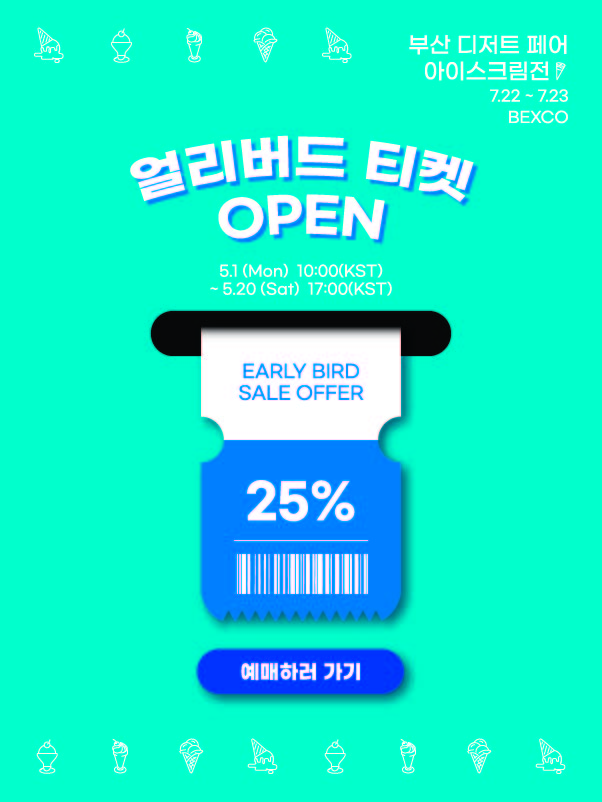 부산 디저트 페어
아이스크림전
7.22 ~ 7.23
BEXCO
얼리버드 티켓
OPEN
5.1 (Mon) 10:00(KST)
~ 5.20 (Sat) 17:00(KST)
EARLY BIRD
SALE OFFER
25%
예매하러 가기